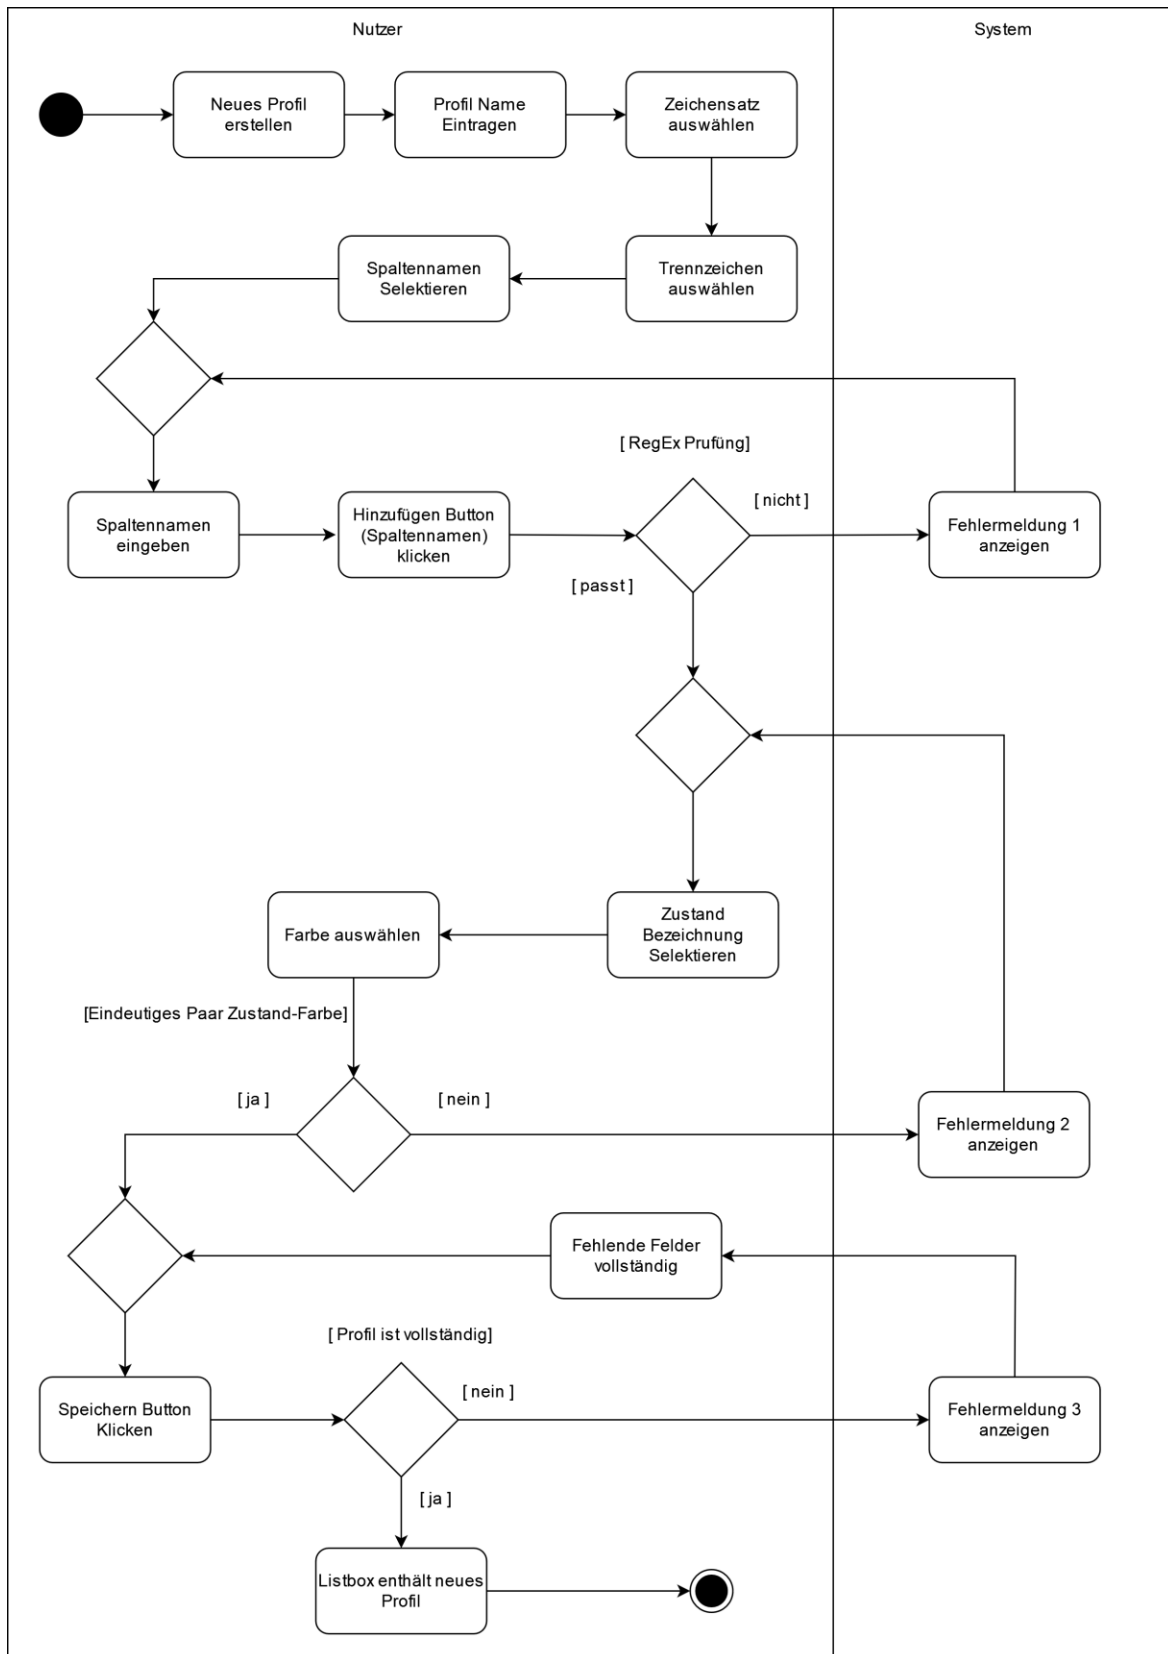 Nutzer
System
Neues Profil
erstellen
Profil Name
Eintragen
Zeichensatz
auswählen
Spaltennamen
Selektieren
Trennzeichen
auswählen
[ RegEx Prufüng]
Spaltennamen
eingeben
Hinzufügen Button
(Spaltennamen)
klicken
[ nicht ]
Fehlermeldung 1
anzeigen
[ passt ]
Farbe auswählen
Zustand
Bezeichnung
Selektieren
[Eindeutiges Paar Zustand-Farbe]
[ ja ]
[ nein ]
Fehlermeldung 2
anzeigen
Fehlende Felder
vollständig
[ Profil ist vollständig]
Speichern Button
Klicken
[ nein ]
Fehlermeldung 3
anzeigen
[ ja ]
Listbox enthält neues
Profil